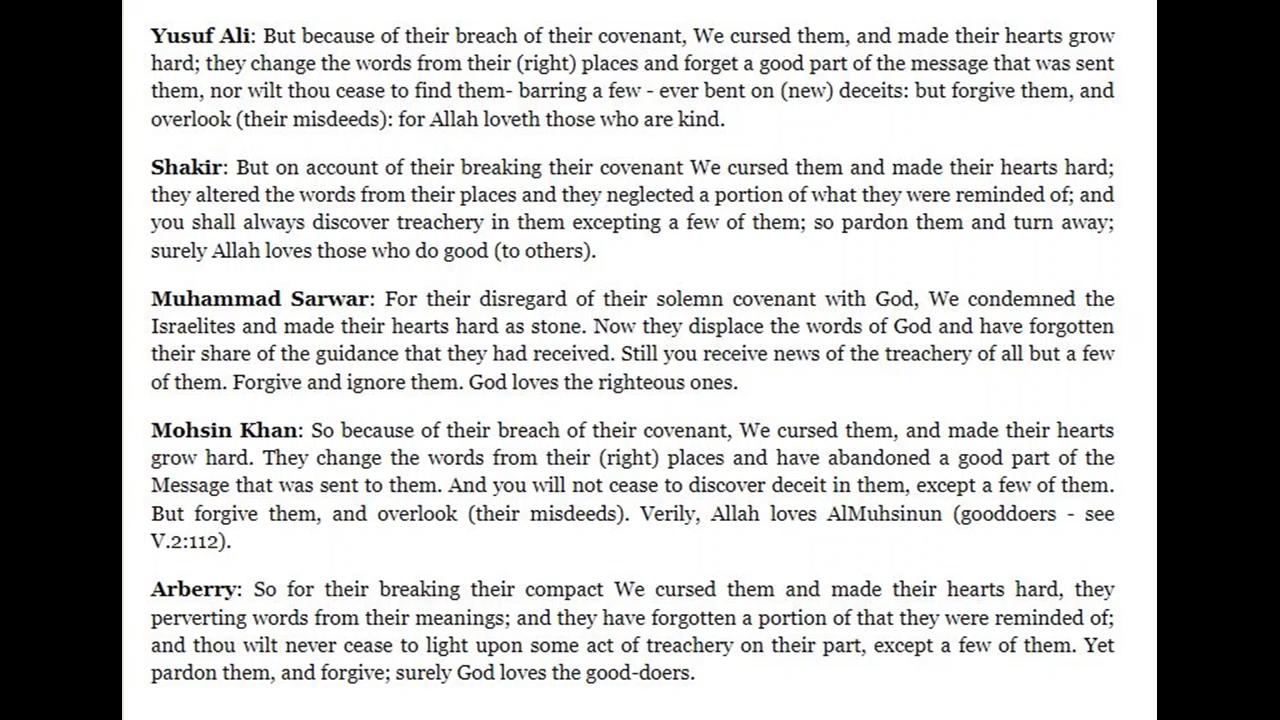 Yusuf Ali: But because of their breach of their covenant, We cursed them, and made their hearts grow
hard; they change the words from their (right) places and forget a good part of the message that was sent
them, nor wilt thou cease to find them- barring a few - ever bent on (new) deceits: but forgive them, and
overlook (their misdeeds): for Allah loveth those who are kind.
Shakir: But on account of their breaking their covenant We cursed them and made their hearts hard;
they altered the words from their places and they neglected a portion of what they were reminded of; and
you shall always discover treachery in them excepting a few of them; so pardon them and turn away;
surely Allah loves those who do good (to others).
Muhammad Sarwar: For their disregard of their solemn covenant with God, We condemned the
Israelites and made their hearts hard as stone. Now they displace the words of God and have forgotten
their share of the guidance that they had received. Still you receive news of the treachery of all but a few
of them. Forgive and ignore them. God loves the righteous ones.
Mohsin Khan: So because of their breach of their covenant, We cursed them, and made their hearts
grow hard. They change the words from their (right) places and have abandoned a good part of the
Message that was sent to them. And you will not cease to discover deceit in them, except a few of them.
But forgive them, and overlook (their misdeeds). Verily, Allah loves AlMuhsinun (gooddoers - see
V.2:112).
Arberry: So for their breaking their compact We cursed them and made their hearts hard, they
perverting words from their meanings; and they have forgotten a portion of that they were reminded of;
and thou wilt never cease to light upon some act of treachery on their part, except a few of them. Yet
pardon them, and forgive; surely God loves the good-doers.